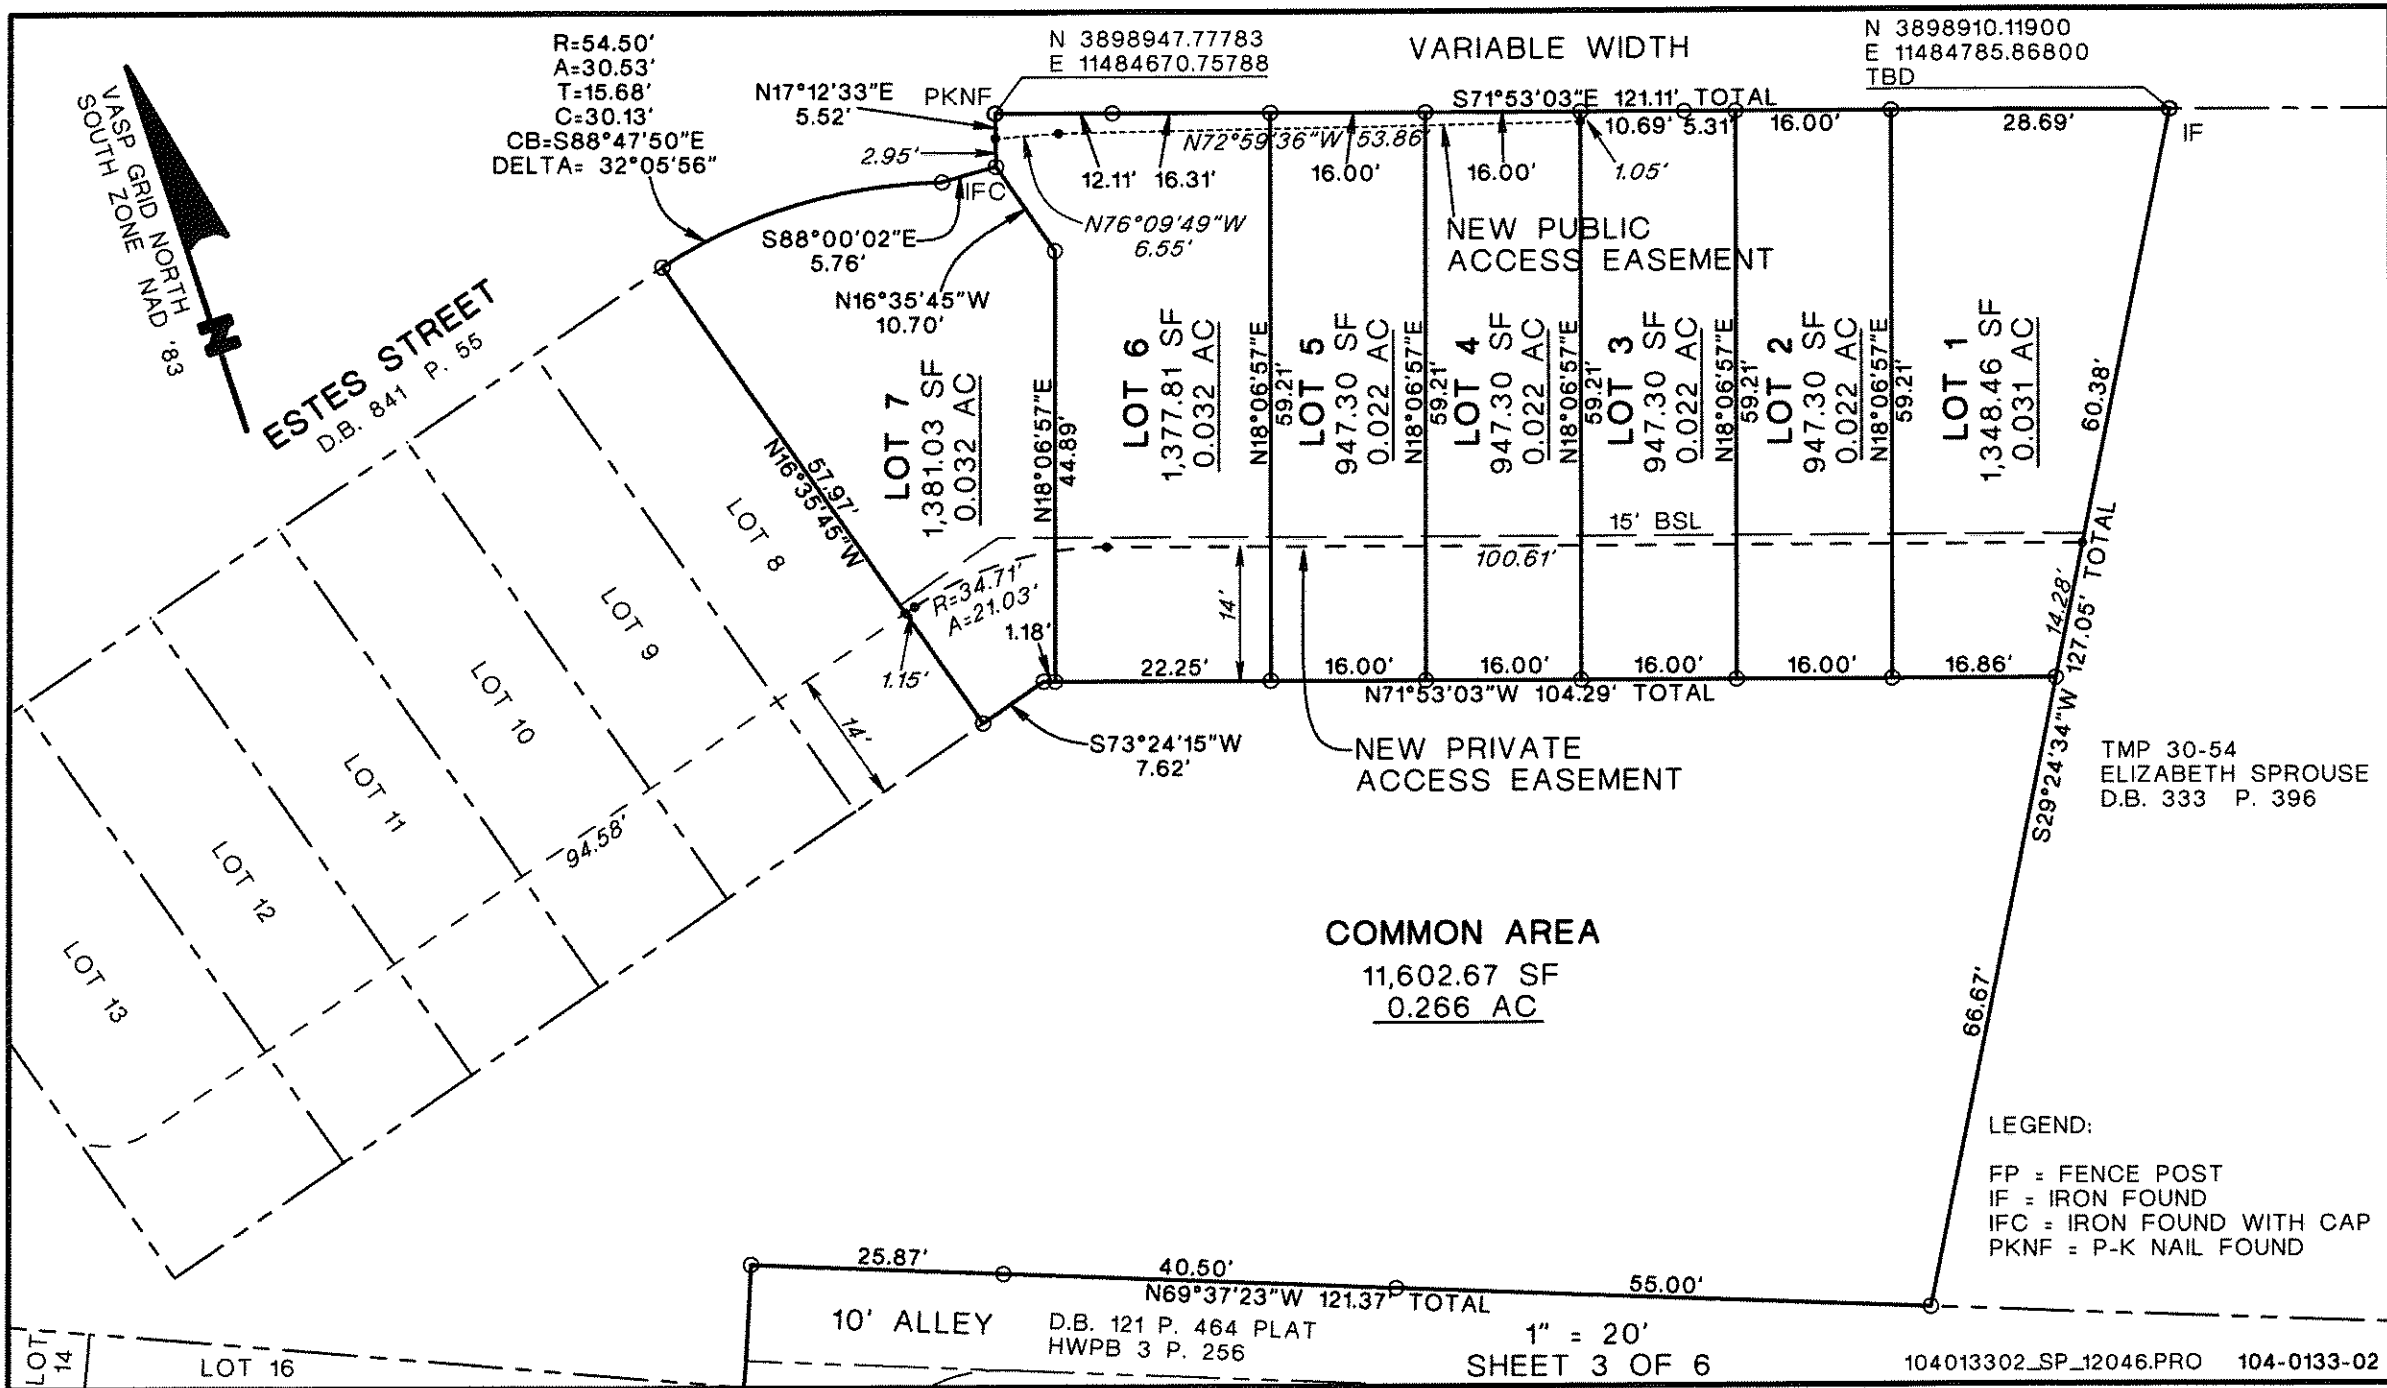 R=54.50'
A=30.53'
T=15.68'
C=30.13'
CB=S88°47'50"E
DELTA= 32°05'56"
N17°12'33"E
5.52'
PKNF
N 3898947.77783
E 11484670.75788
VARIABLE WIDTH
N 3898910.11900
E 11484785.86800
TBD
S71°53'03"E 121.11' TOTAL
10.69' 5.31'
16.00'
28.69'
IF
VASP GRID NORTH
SOUTH ZONE NAD '83
N
2.95'
N72°59'36"W 53.86'
12.11'
16.31'
16.00'
16.00'
1.05'
IFC
N76°09'49"W
6.55'
S88°00'02"E
5.76'
N16°35'45"W
10.70'
NEW PUBLIC
ACCESS EASEMENT
ESTES STREET
D.B. 841 P. 55
LOT 7
1,381.03 SF
0.032 AC
N18°06'57"E
44.89'
LOT 6
1,377.81 SF
0.032 AC
N18°06'57"E
59.21'
LOT 5
947.30 SF
0.022 AC
N18°06'57"E
59.21'
LOT 4
947.30 SF
0.022 AC
N18°06'57"E
59.21'
LOT 3
947.30 SF
0.022 AC
N18°06'57"E
59.21'
LOT 2
947.30 SF
0.022 AC
N18°06'57"E
59.21'
LOT 1
1,348.46 SF
0.031 AC
60.38'
57.97'
N16°35'45"W
LOT 8
LOT 9
LOT 10
LOT 11
LOT 12
LOT 13
15' BSL
100.61'
R=34.71'
A=21.03'
1.18'
14'
1.15'
14'
14.28'
S29°24'34"W 127.05' TOTAL
22.25'
16.00'
16.00'
16.00'
16.00'
16.86'
N71°53'03"W 104.29' TOTAL
S73°24'15"W
7.62'
NEW PRIVATE
ACCESS EASEMENT
TMP 30-54
ELIZABETH SPROUSE
D.B. 333 P. 396
94.58'
COMMON AREA
11,602.67 SF
0.266 AC
66.67'
LEGEND:
FP = FENCE POST
IF = IRON FOUND
IFC = IRON FOUND WITH CAP
PKNF = P-K NAIL FOUND
25.87'
40.50'
55.00'
N69°37'23"W 121.37' TOTAL
10' ALLEY
D.B. 121 P. 464 PLAT
HWPB 3 P. 256
1" = 20'
SHEET 3 OF 6
LOT
14
LOT 16
104013302_SP_12046.PRO
104-0133-02